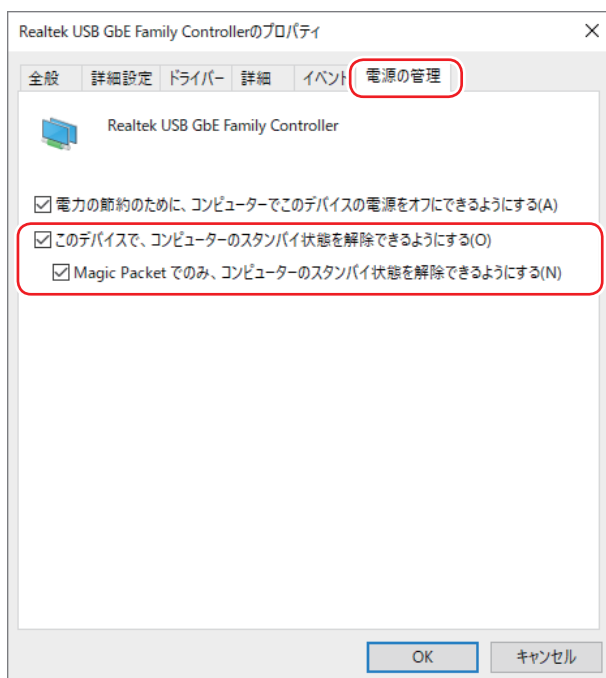 Realtek USB GbE Family Controllerのプロパティ
全般 詳細設定 ドライバー 詳細 イベント 電源の管理
Realtek USB GbE Family Controller
電力の節約のために、コンピューターでこのデバイスの電源をオフにできるようにする(A)
このデバイスで、コンピューターのスタンバイ状態を解除できるようにする(O)
Magic Packet でのみ、コンピューターのスタンバイ状態を解除できるようにする(N)
OK キャンセル